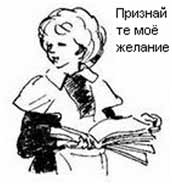 Признай
те моё
желание